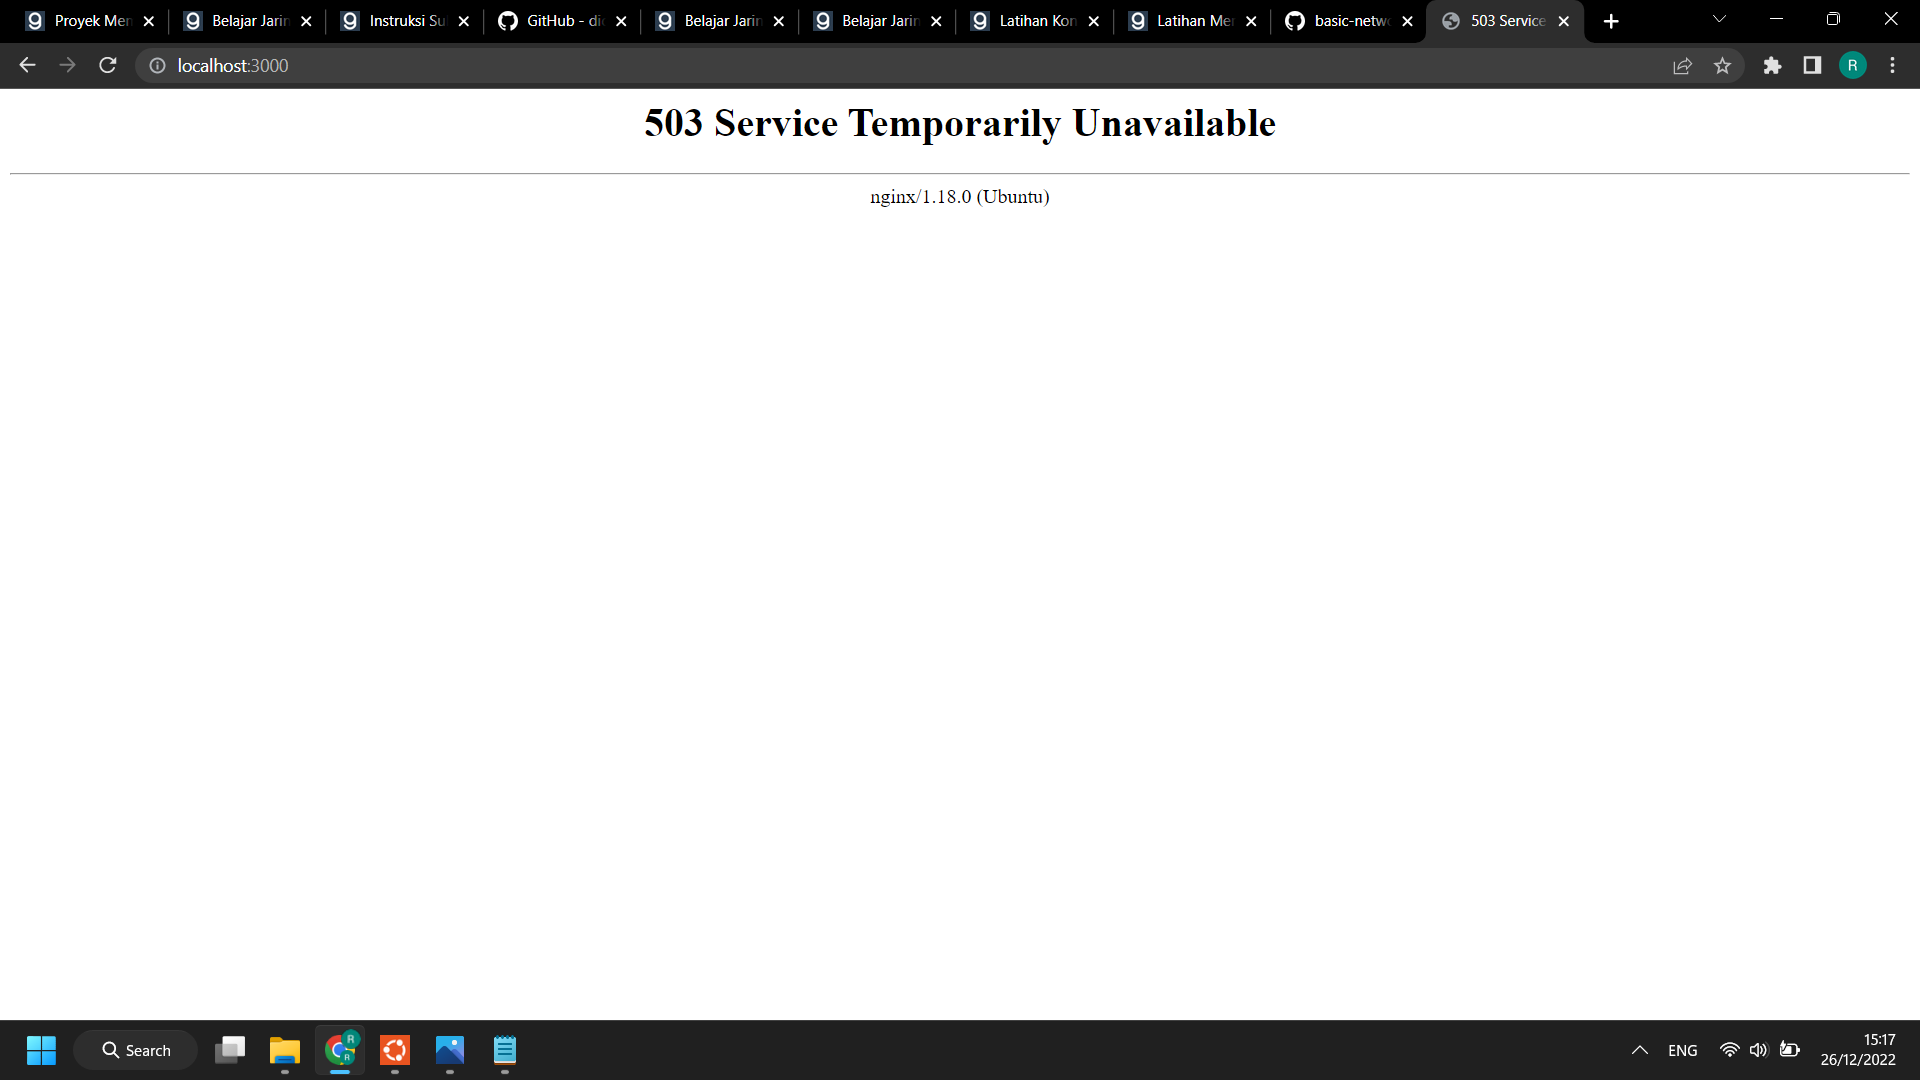 Proyek Men
Belajar Jarin
Instruksi Su
GitHub - dic
Belajar Jarin
Belajar Jarin
Latihan Kon
Latihan Mer
basic-netwo
503 Service
localhost:3000
R
503 Service Temporarily Unavailable
nginx/1.18.0 (Ubuntu)
Search
R
R
ENG
15:17
26/12/2022